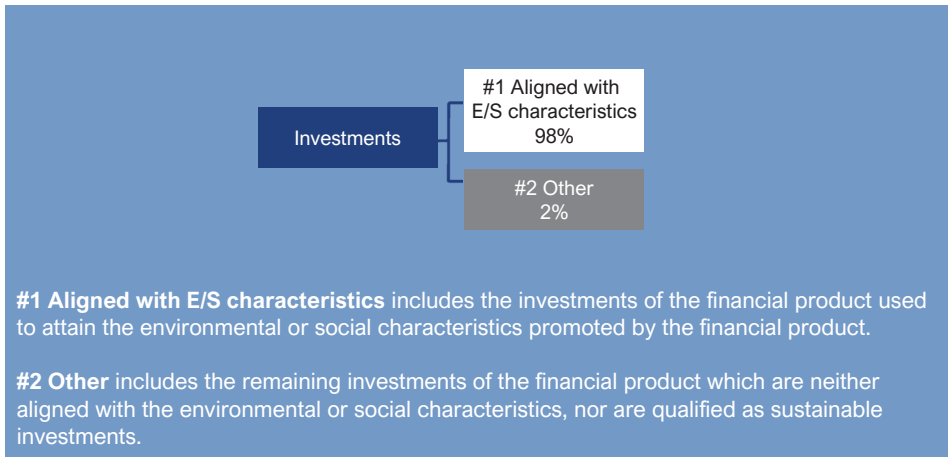 Investments
#1 Aligned with
E/S characteristics
98%
#2 Other
2%
#1 Aligned with E/S characteristics includes the investments of the financial product used
to attain the environmental or social characteristics promoted by the financial product.
#2 Other includes the remaining investments of the financial product which are neither
aligned with the environmental or social characteristics, nor are qualified as sustainable
investments.